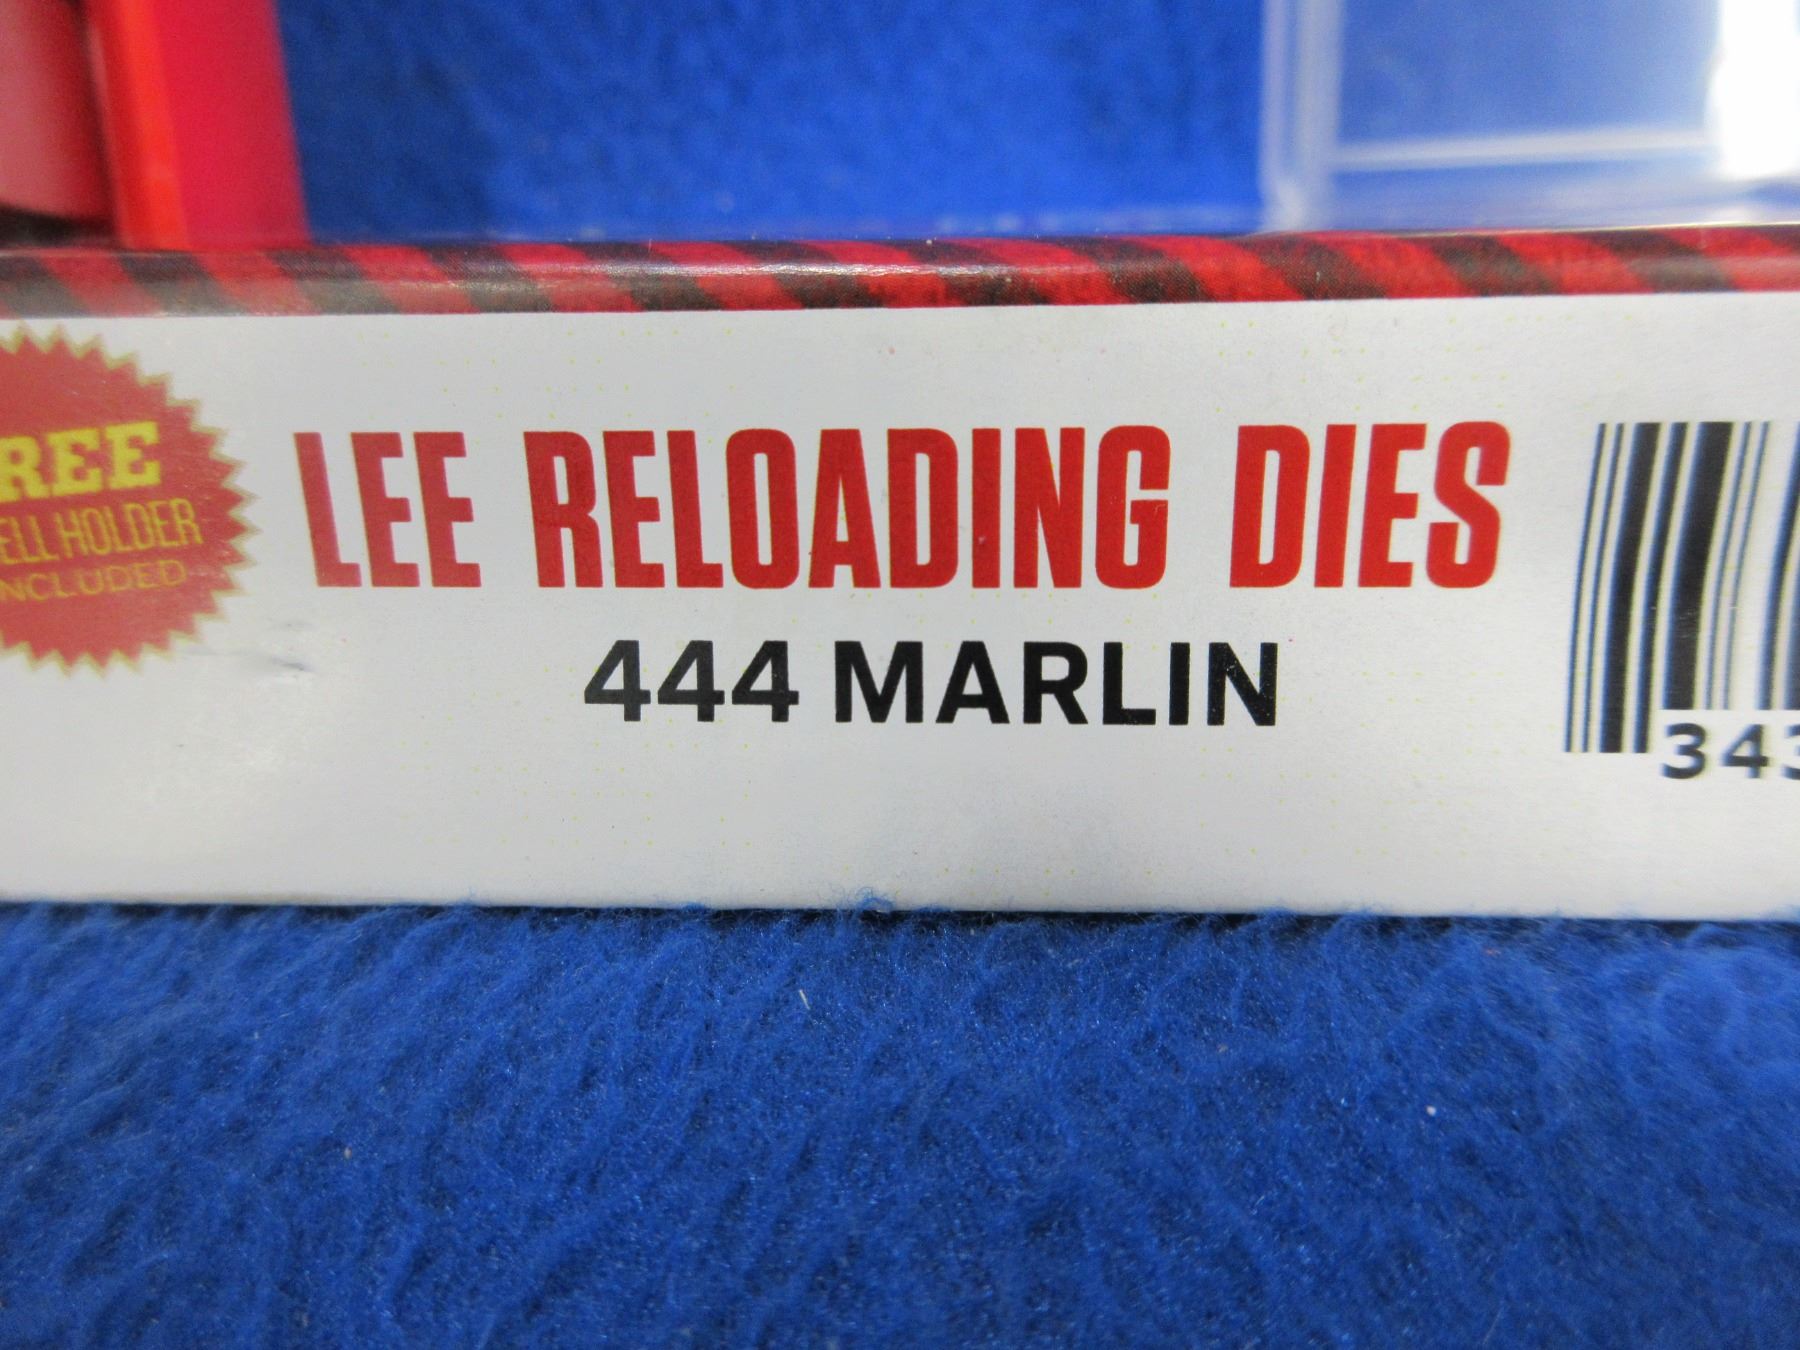 REE
ELL HOLDER
NCLUDED
LEE RELOADING DIES
444 MARLIN
343